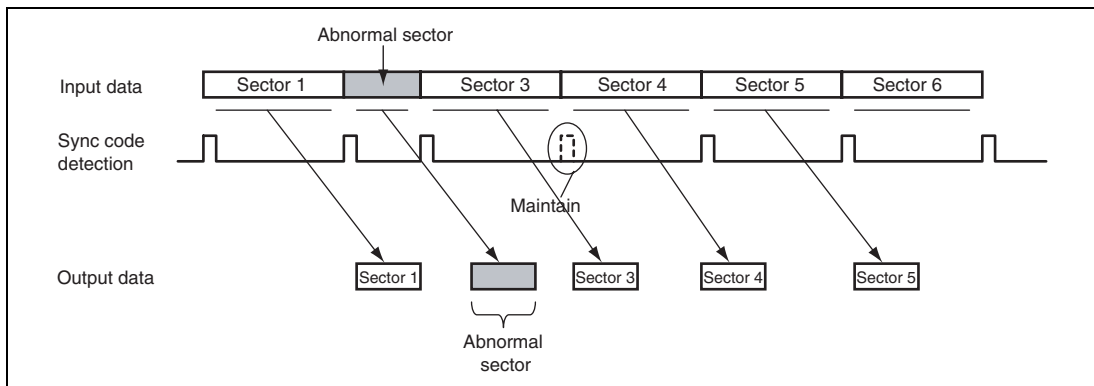 Abnormal sector
Input data
Sector 1
Sector 3
Sector 4
Sector 5
Sector 6
Sync code
detection
Maintain
Output data
Sector 1
Sector 3
Sector 4
Sector 5
Abnormal
sector